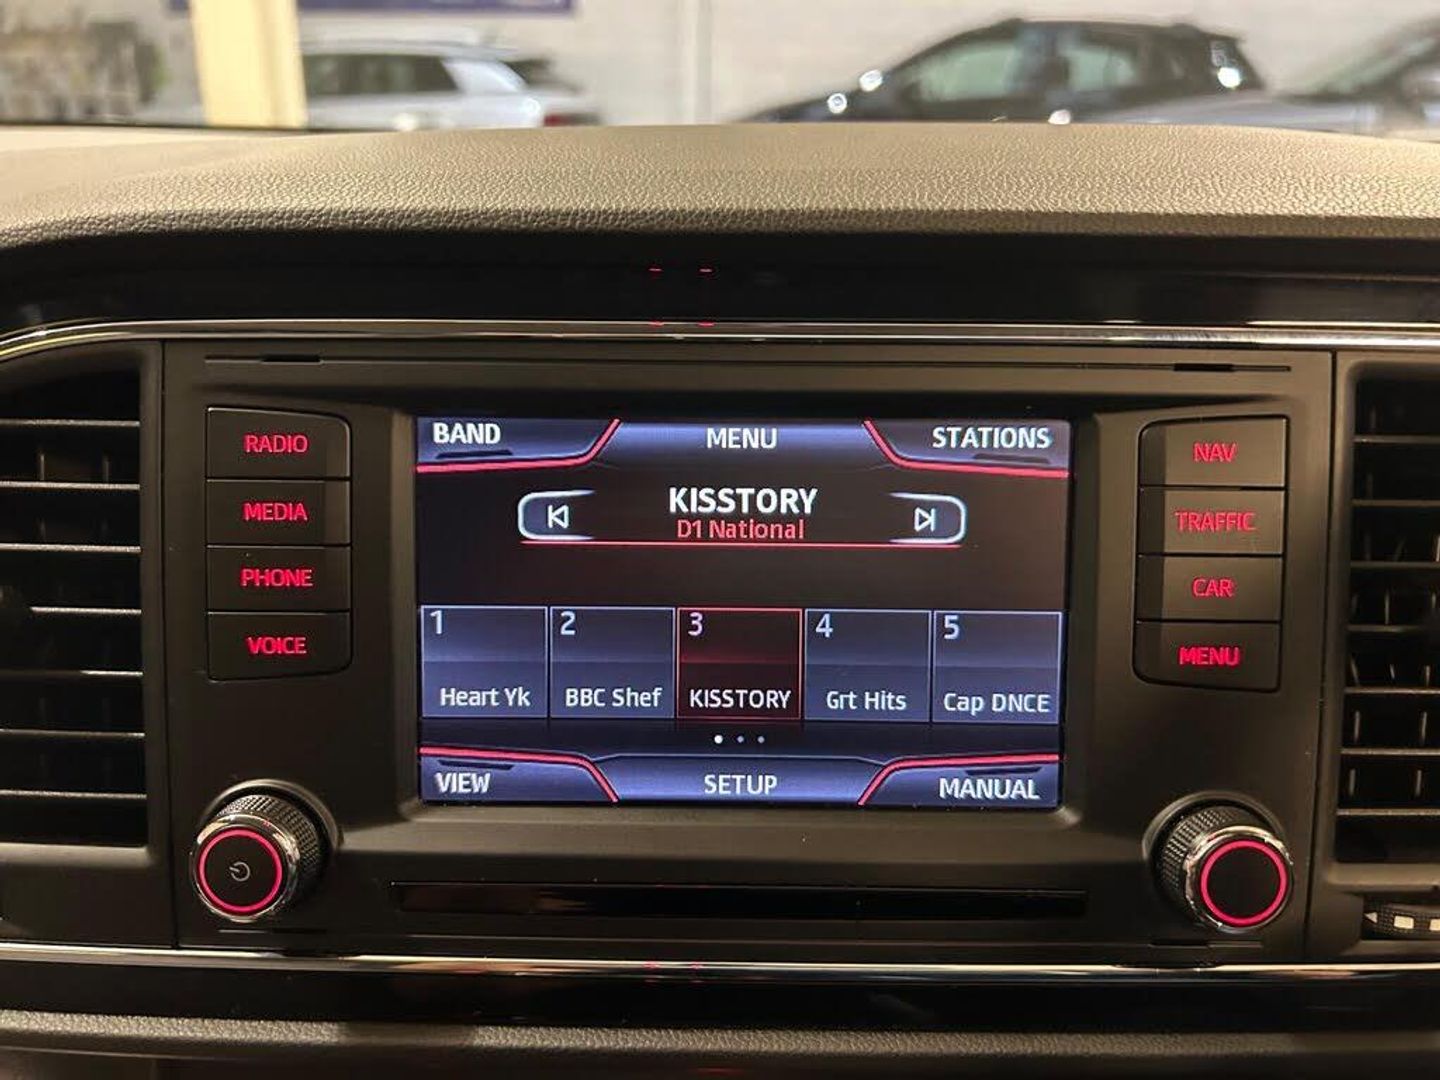 BAND
MENU
STATIONS
RADIO
MEDIA
PHONE
VOICE
KISSTORY
D1 National
1
2
3
4
5
Heart Yk
BBC Shef
KISSTORY
Grt Hits
Cap DNCE
VIEW
SETUP
MANUAL
NAV
TRAFFIC
CAR
MENU